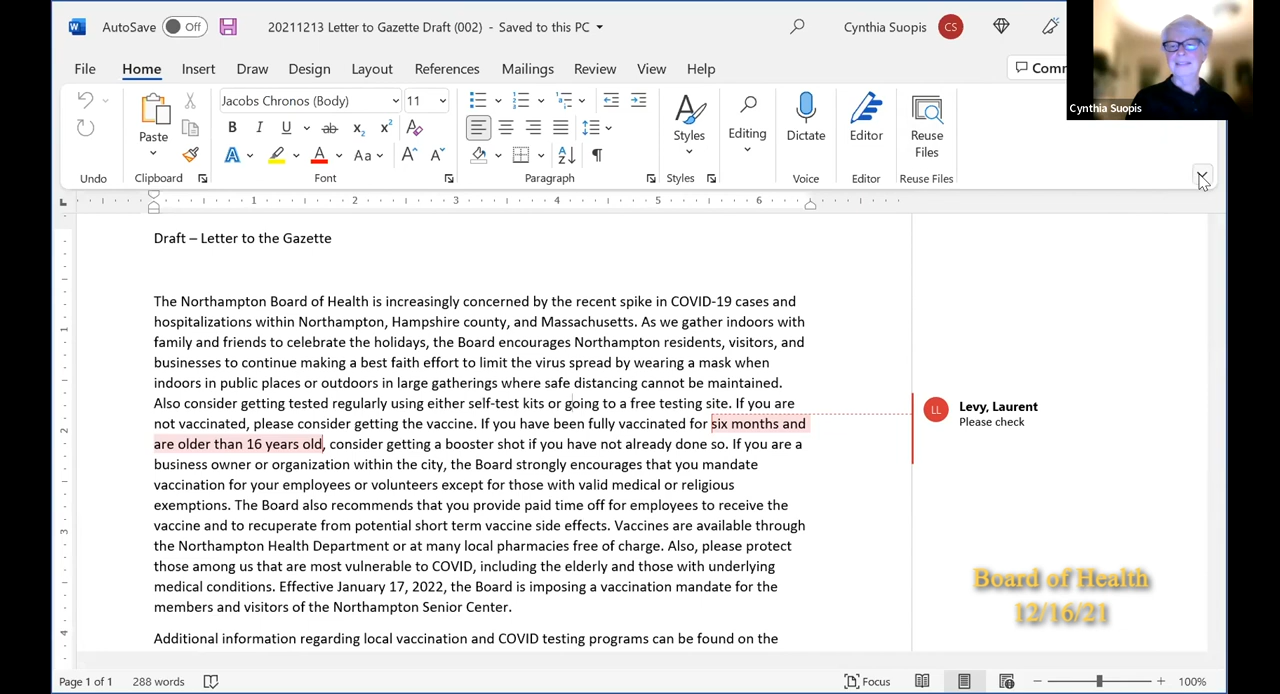 AutoSave Off 20211213 Letter to Gazette Draft (002) - Saved to this PC Cynthia Suopis CS
File Home Insert Draw Design Layout References Mailings Review View Help Comm
Cynthia Suopis
Jacobs Chronos (Body) 11
Paste
Styles
Editing
Dictate
Editor
Reuse
Files
Undo Clipboard Font Paragraph Styles Voice Editor Reuse Files
1 2 3 4 5 6
Draft – Letter to the Gazette
The Northampton Board of Health is increasingly concerned by the recent spike in COVID-19 cases and
hospitalizations within Northampton, Hampshire county, and Massachusetts. As we gather indoors with
family and friends to celebrate the holidays, the Board encourages Northampton residents, visitors, and
businesses to continue making a best faith effort to limit the virus spread by wearing a mask when
indoors in public places or outdoors in large gatherings where safe distancing cannot be maintained.
Also consider getting tested regularly using either self-test kits or going to a free testing site. If you are
not vaccinated, please consider getting the vaccine. If you have been fully vaccinated for six months and
are older than 16 years old, consider getting a booster shot if you have not already done so. If you are a
business owner or organization within the city, the Board strongly encourages that you mandate
vaccination for your employees or volunteers except for those with valid medical or religious
exemptions. The Board also recommends that you provide paid time off for employees to receive the
vaccine and to recuperate from potential short term vaccine side effects. Vaccines are available through
the Northampton Health Department or at many local pharmacies free of charge. Also, please protect
those among us that are most vulnerable to COVID, including the elderly and those with underlying
medical conditions. Effective January 17, 2022, the Board is imposing a vaccination mandate for the
members and visitors of the Northampton Senior Center.
Additional information regarding local vaccination and COVID testing programs can be found on the
LL Levy, Laurent
Please check
Board of Health
12/16/21
Page 1 of 1 288 words Focus 100%